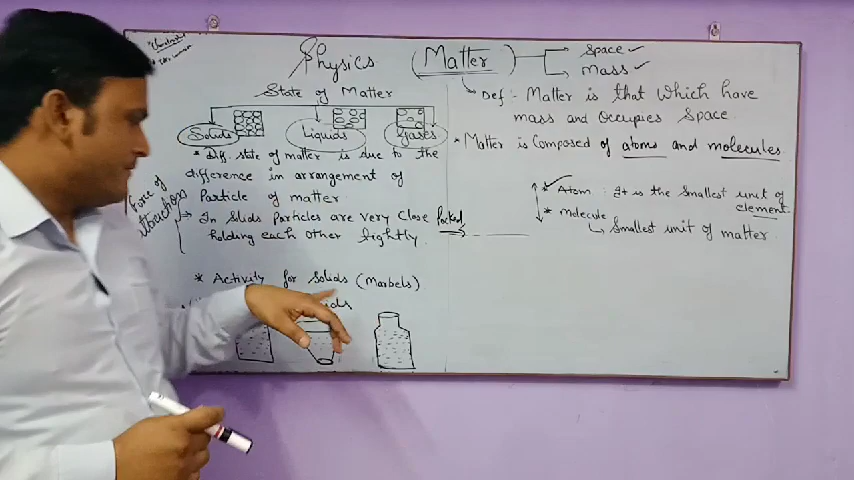 Physics
(Matter)
Space
Mass
State of Matter
Solids
Liquids
Gases
* Diff. state of matter is due to the
difference in arrangement of
Particle of matter.
→ In Slids Particles are very Close Packed
holding each other tightly.
Force of
attractions
* Activity for Solids (Marbels)
Def :- Matter is that which have
mass and Occupies Space.
* Matter is Composed of atoms and molecules.
* Atom : It is the Smallest unit of
element.
* Molecule
Smallest unit of matter.